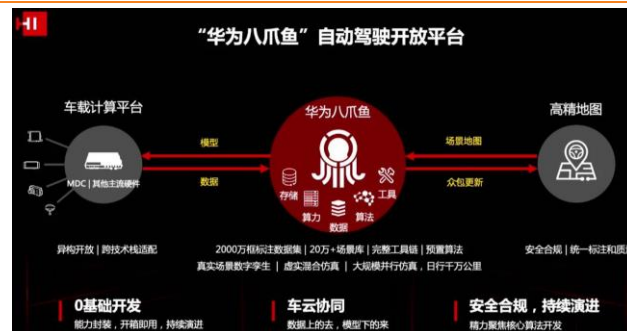 HI
“华为八爪鱼”自动驾驶开放平台
车载计算平台
华为八爪鱼
高精地图
模型
场景地图
MDC | 其他主流硬件
数据
众包更新
存储
工具
算力
算法
数据
异构开放 | 跨技术栈适配
2000万框标注数据集 | 20万+场景库 | 完整工具链 | 预置算法
安全合规 | 统一标注和质
真实场景数字孪生 | 虚实混合仿真 | 大规模并行仿真，日行千万公里
0基础开发
车云协同
安全合规，持续演进
能力封装，开箱即用，持续演进
数据上的去，模型下的来
精力聚焦核心算法开发